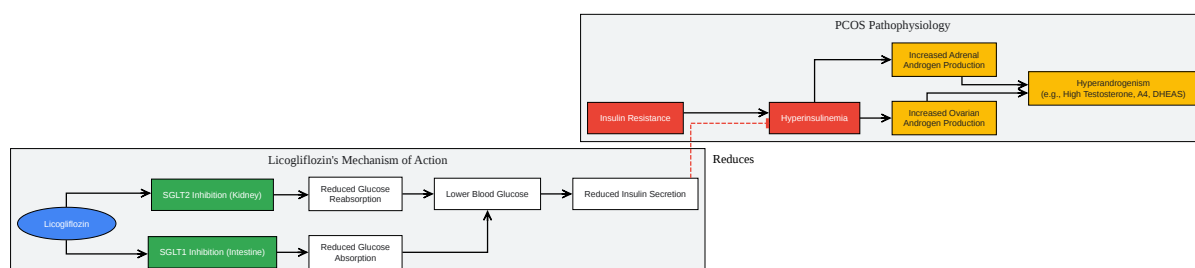 PCOS Pathophysiology
Increased Adrenal
Androgen Production
Hyperandrogenism
(e.g., High Testosterone, A4, DHEAS)
Insulin Resistance
Hyperinsulinemia
Increased Ovarian
Androgen Production
Licogliflozin's Mechanism of Action
Reduces
SGLT2 Inhibition (Kidney)
Reduced Glucose
Reabsorption
Lower Blood Glucose
Reduced Insulin Secretion
Licogliflozin
SGLT1 Inhibition (Intestine)
Reduced Glucose
Absorption